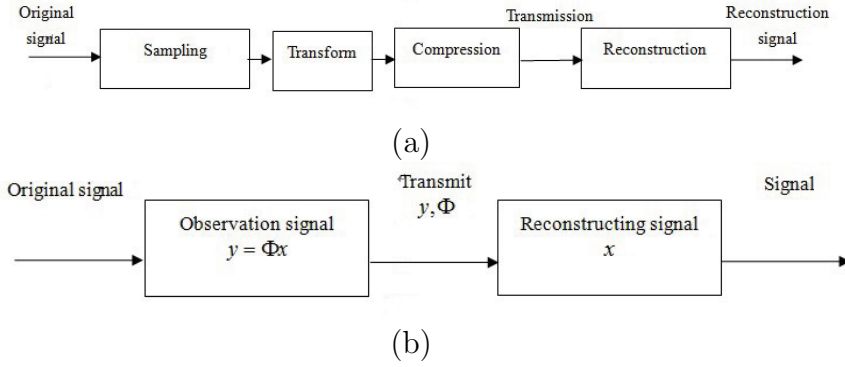 Original
signal
Sampling
Transform
Compression
Transmission
Reconstruction
Reconstruction
signal
(a)
Original signal
Observation signal
y = Φx
Transmit
y, Φ
Reconstructing signal
x
Signal
(b)